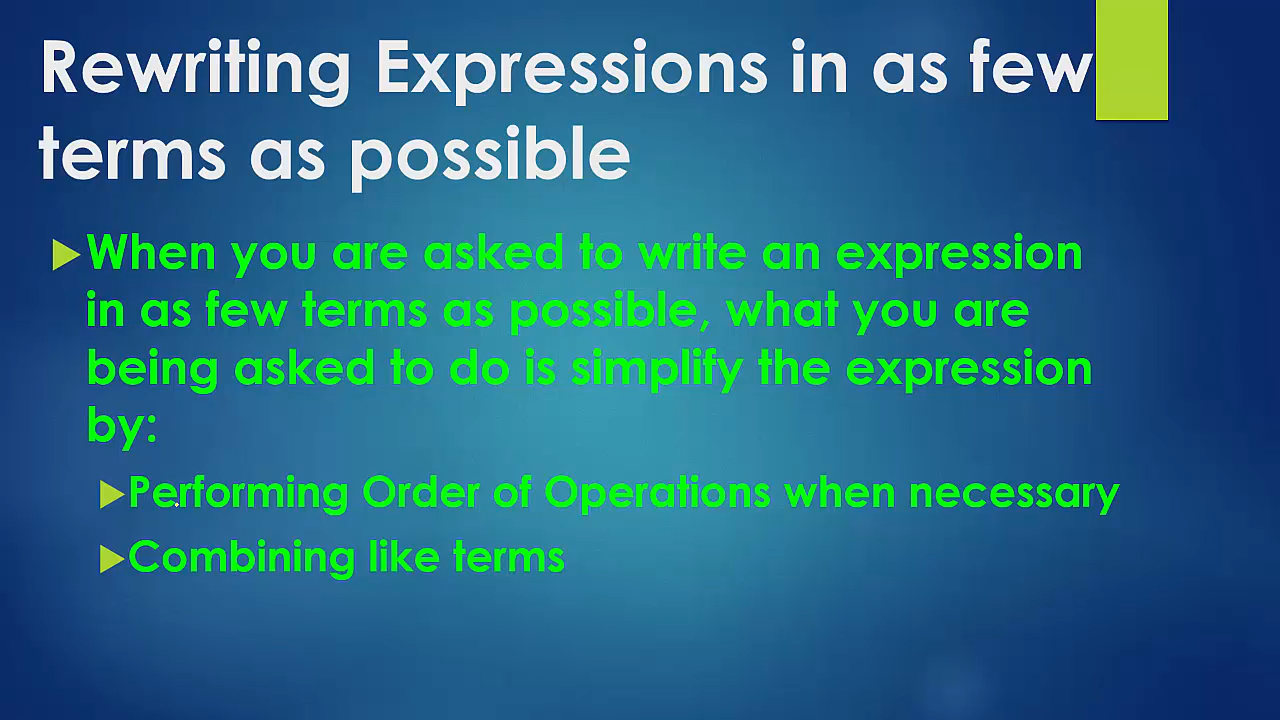 Rewriting Expressions in as few
terms as possible
When you are asked to write an expression
in as few terms as possible, what you are
being asked to do is simplify the expression
by:
Performing Order of Operations when necessary
Combining like terms